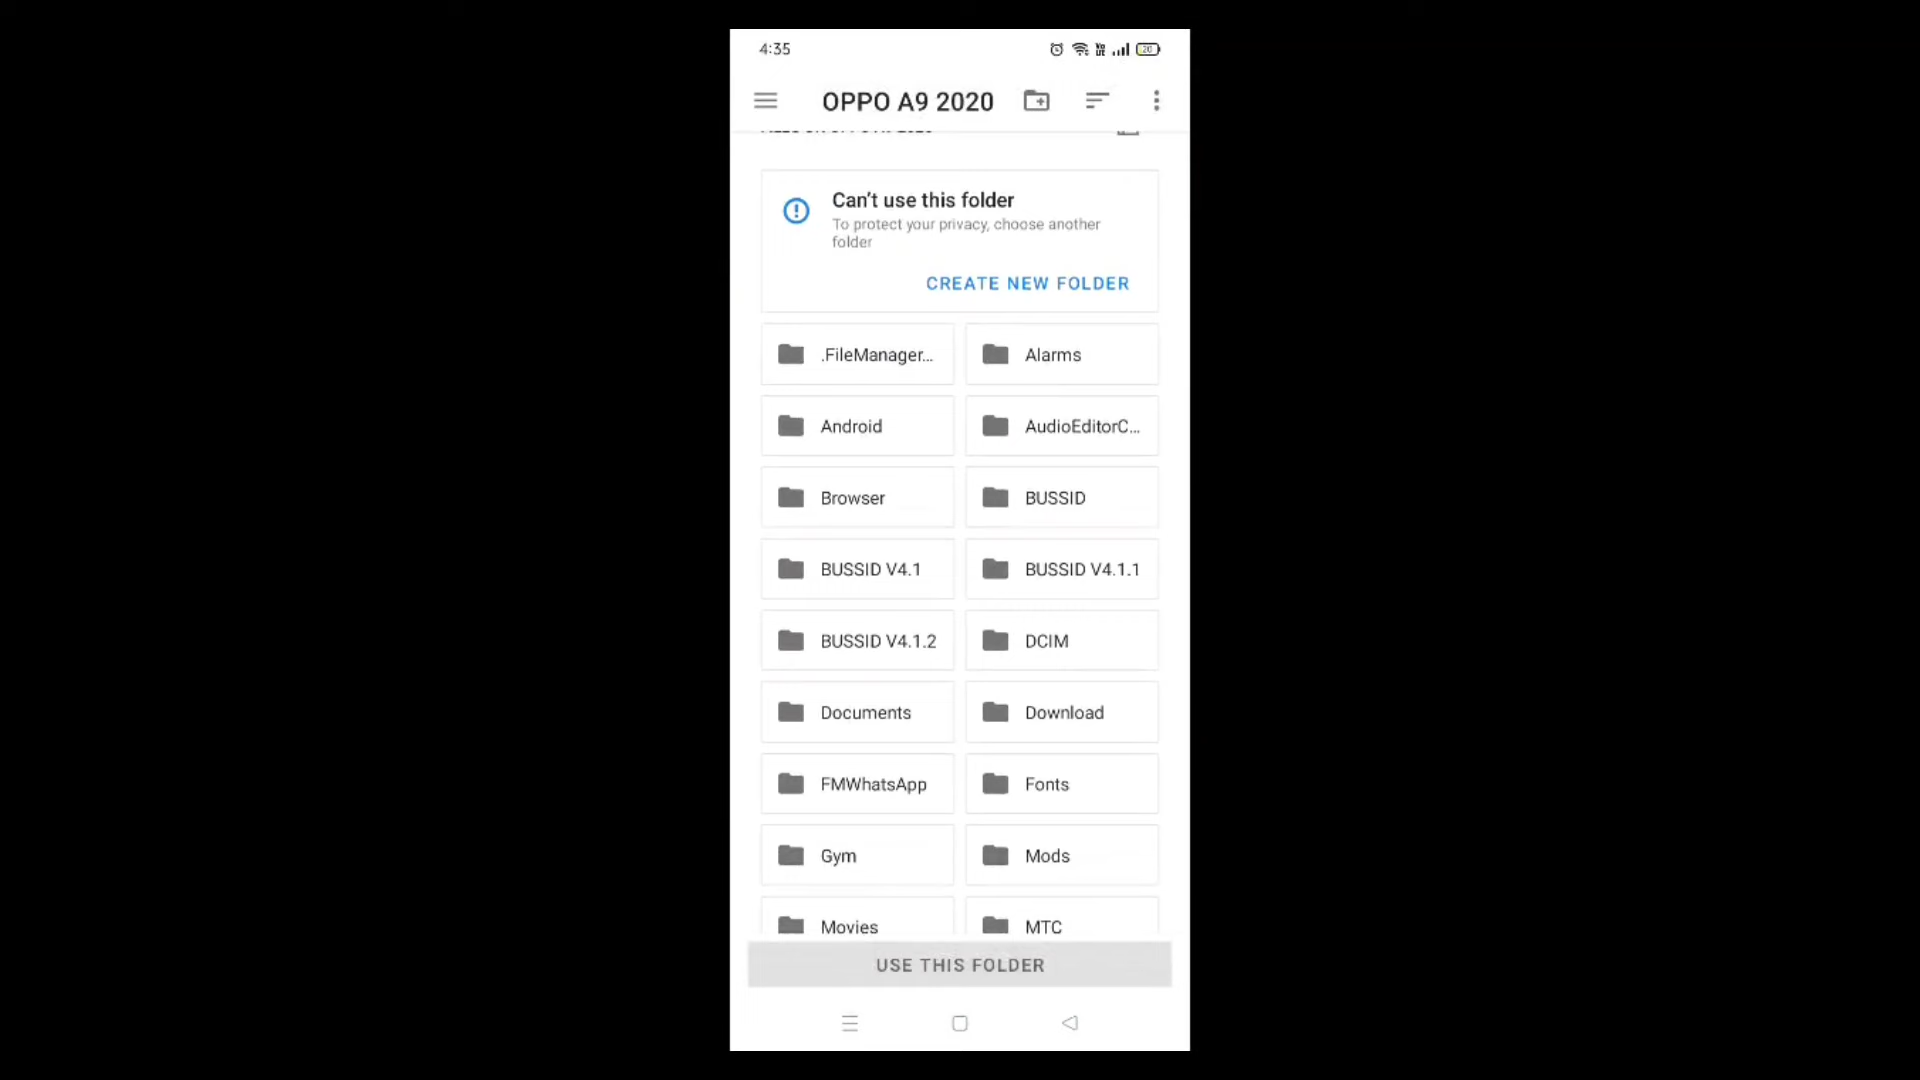 4:35
20
OPPO A9 2020
Can't use this folder
To protect your privacy, choose another
folder
CREATE NEW FOLDER
.FileManager...
Alarms
Android
AudioEditorC...
Browser
BUSSID
BUSSID V4.1
BUSSID V4.1.1
BUSSID V4.1.2
DCIM
Documents
Download
FMWhatsApp
Fonts
Gym
Mods
Movies
MTC
USE THIS FOLDER